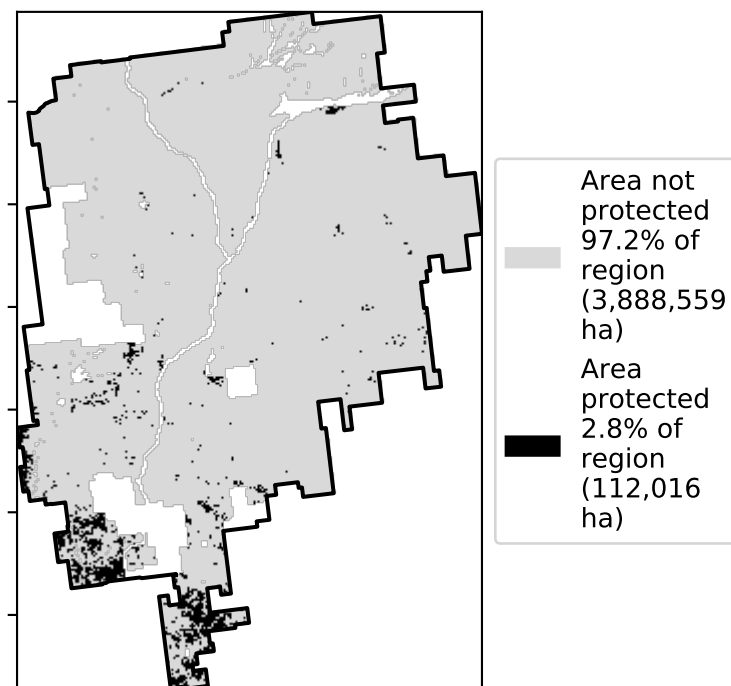 Area not
protected
97.2% of
region
(3,888,559
ha)
Area
protected
2.8% of
region
(112,016
ha)